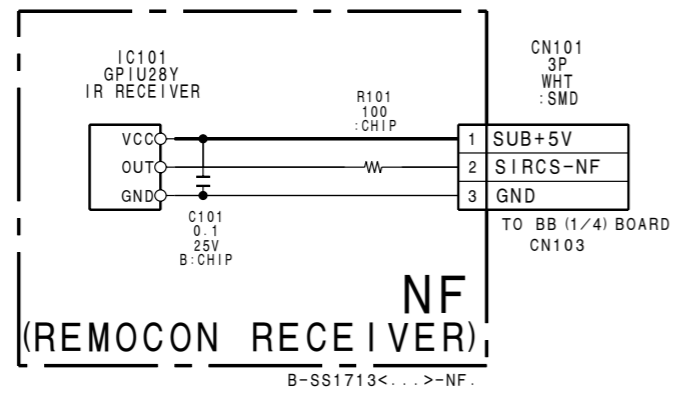 IC101
GPIU28Y
IR RECEIVER
VCC
OUT
GND
C101
0.1
25V
B:CHIP
R101
100
:CHIP
CN101
3P
WHT
:SMD
1 SUB+5V
2 SIRCS-NF
3 GND
TO BB (1/4) BOARD
CN103
NF
(REMOCON RECEIVER)
B-SS1713<...>-NF.